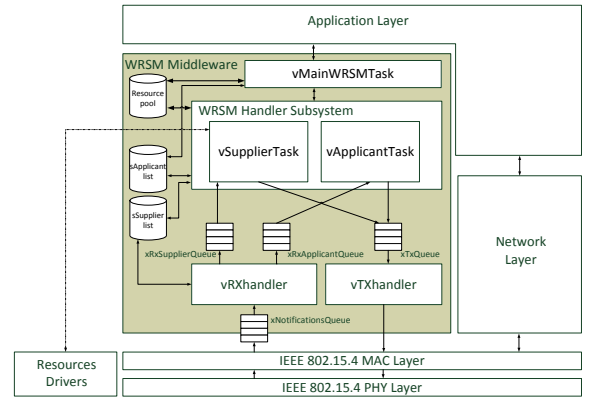 Application Layer
WRSM Middleware
vMainWRSMTask
Resource
pool
WRSM Handler Subsystem
vSupplierTask
vApplicantTask
sApplicant
list
sSupplier
list
xRxSupplierQueue
xRxApplicantQueue
xTxQueue
Network
Layer
vRXhandler
vTXhandler
xNotificationsQueue
IEEE 802.15.4 MAC Layer
Resources
Drivers
IEEE 802.15.4 PHY Layer